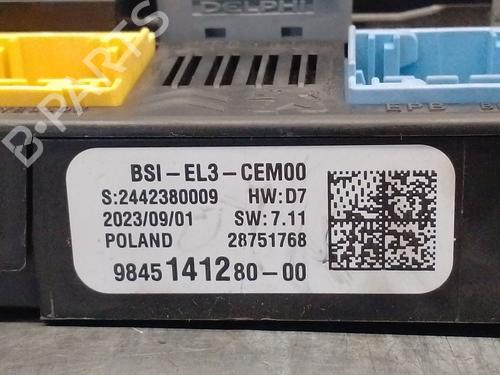 DELPHI
EPB
BSI-EL3-CEM00
S:2442380009 HW:D7
2023/09/01 SW:7.11
POLAND 28751768
9845141280-00
B-PARTS